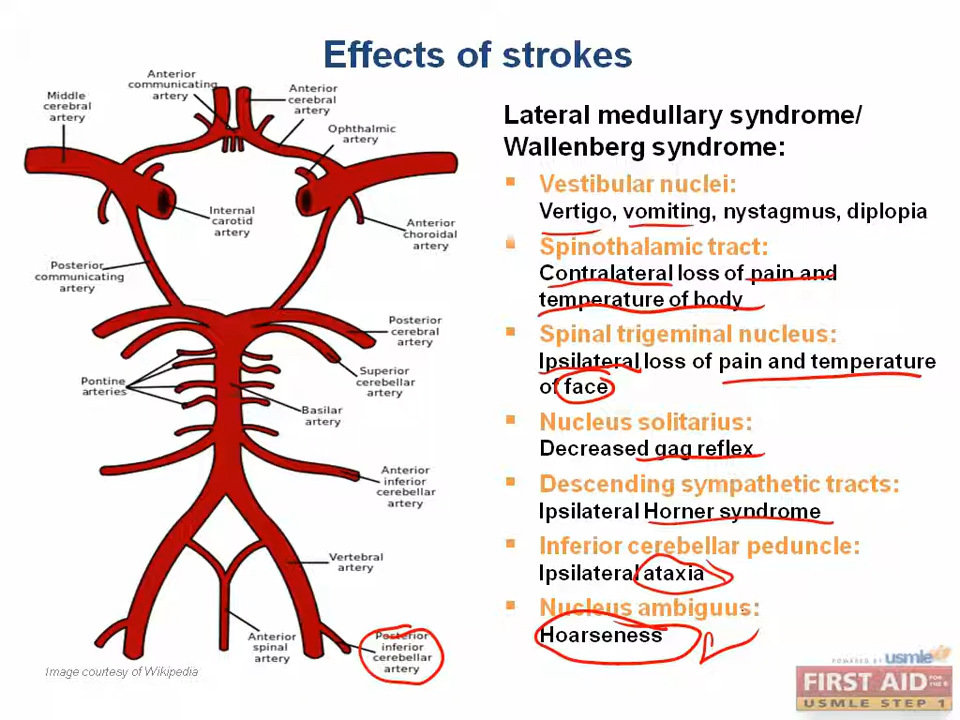 Effects of strokes
Anterior
communicating
artery
Middle
cerebral
artery
Anterior
cerebral
artery
Ophthalmic
artery
Internal
carotid
artery
Anterior
choroidal
artery
Posterior
communicating
artery
Posterior
cerebral
artery
Pontine
arteries
Superior
cerebellar
artery
Basilar
artery
Anterior
inferior
cerebellar
artery
Vertebral
artery
Anterior
spinal
artery
Posterior
inferior
cerebellar
artery
Image courtesy of Wikipedia
Lateral medullary syndrome/
Wallenberg syndrome:
Vestibular nuclei:
Vertigo, vomiting, nystagmus, diplopia
Spinothalamic tract:
Contralateral loss of pain and
temperature of body
Spinal trigeminal nucleus:
Ipsilateral loss of pain and temperature
of face
Nucleus solitarius:
Decreased gag reflex
Descending sympathetic tracts:
Ipsilateral Horner syndrome
Inferior cerebellar peduncle:
Ipsilateral ataxia
Nucleus ambiguus:
Hoarseness
POWERED BY usmle
FIRST AID FOR THE
USMLE STEP 1